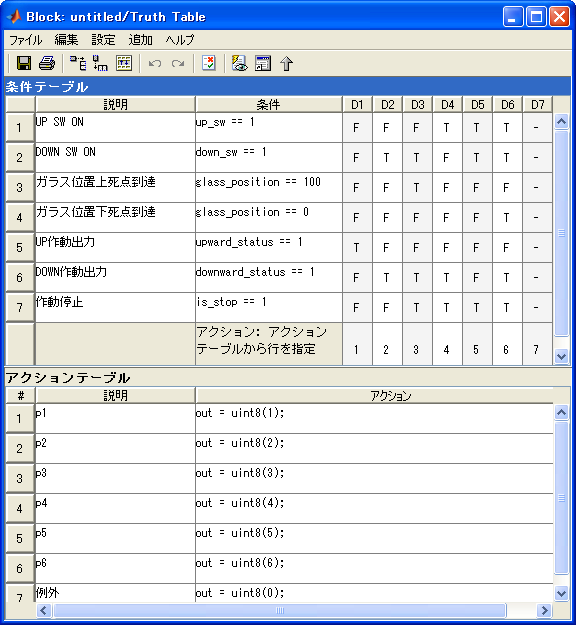 Block: untitled/Truth Table
ファイル 編集 設定 追加 ヘルプ
条件テーブル
説明 条件 D1 D2 D3 D4 D5 D6 D7
1 UP SW ON up_sw == 1 F F F T T T -
2 DOWN SW ON down_sw == 1 F T T T T T -
3 ガラス位置上死点到達 glass_position == 100 F F T F F F -
4 ガラス位置下死点到達 glass_position == 0 F F F F F T -
5 UP作動出力 upward_status == 1 T F F F F F -
6 DOWN作動出力 downward_status == 1 F T T T T F -
7 作動停止 is_stop == 1 F F T T T T -
アクション: アクション
テーブルから行を指定 1 2 3 4 5 6 7
アクションテーブル
# 説明 アクション
1 p1 out = uint8(1);
2 p2 out = uint8(2);
3 p3 out = uint8(3);
4 p4 out = uint8(4);
5 p5 out = uint8(5);
6 p6 out = uint8(6);
7 例外 out = uint8(0);